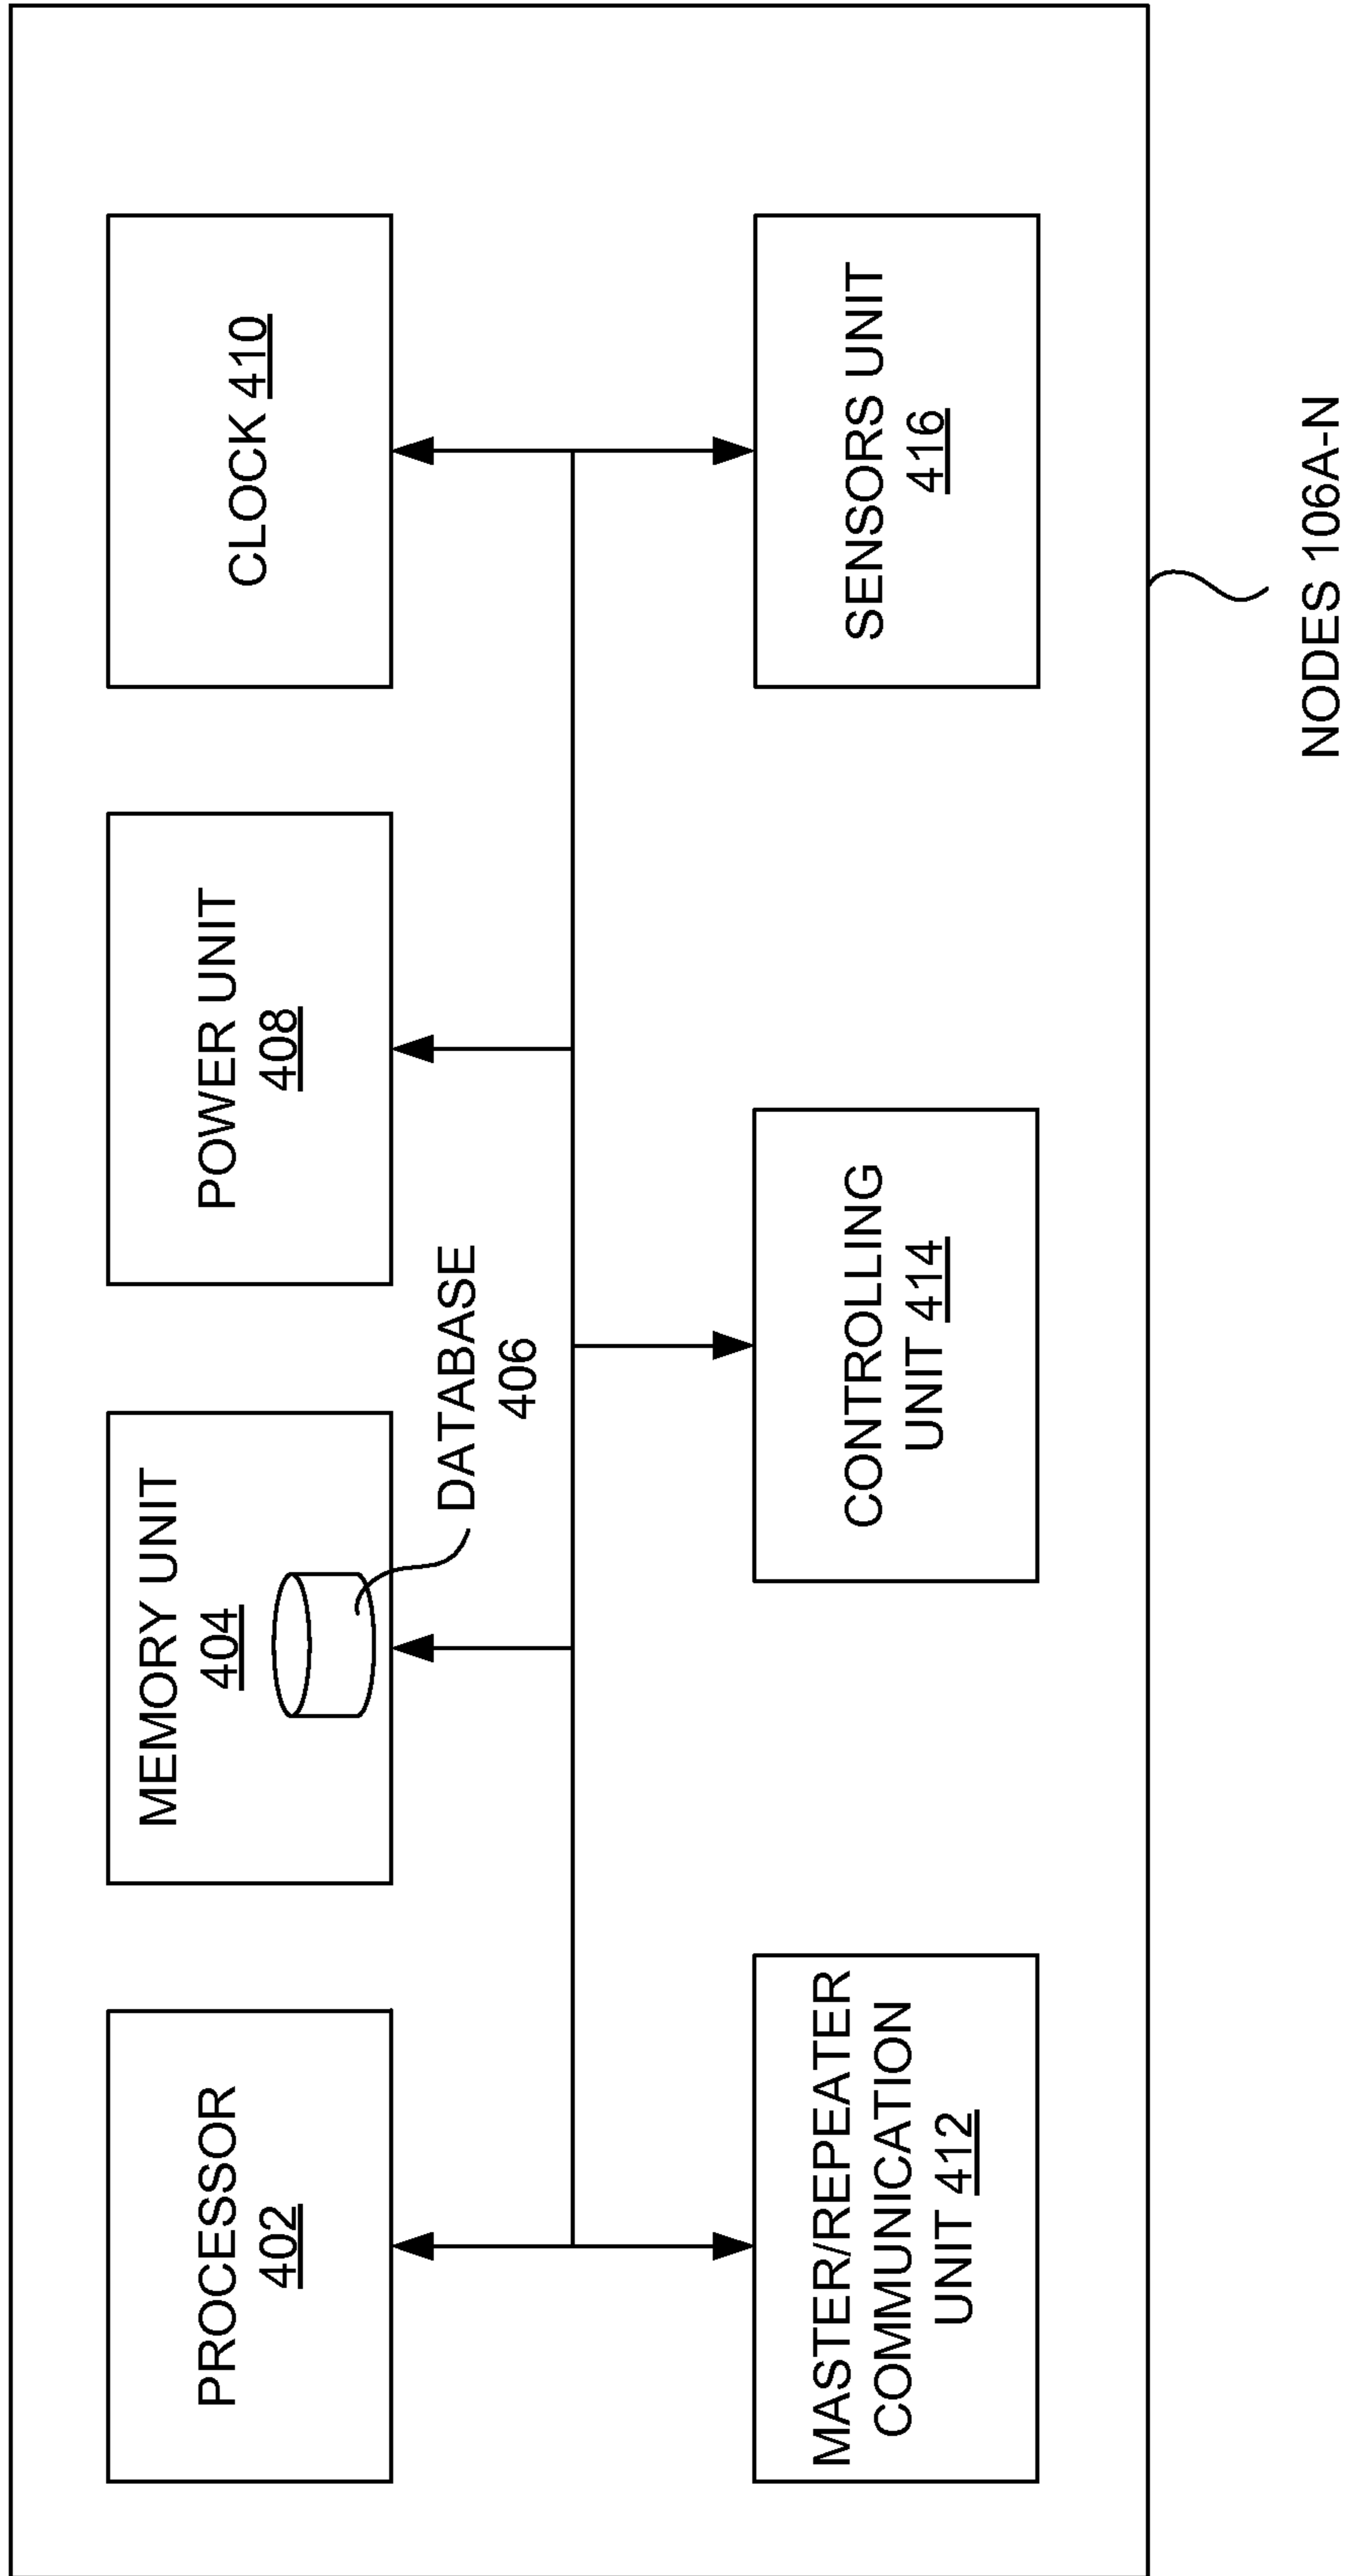 PROCESSOR
402
MEMORY UNIT
404
DATABASE
406
POWER UNIT
408
CLOCK 410
MASTER/REPEATER
COMMUNICATION
UNIT 412
CONTROLLING
UNIT 414
SENSORS UNIT
416
NODES 106A-N